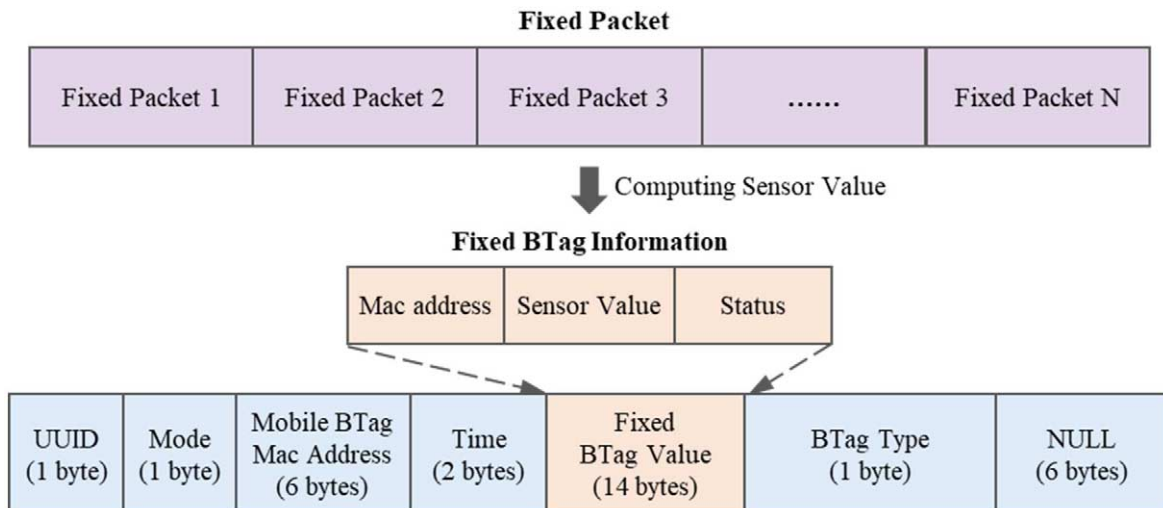 Fixed Packet
Fixed Packet 1 Fixed Packet 2 Fixed Packet 3 ...... Fixed Packet N
Computing Sensor Value
Fixed BTag Information
Mac address Sensor Value Status
UUID
(1 byte)
Mode
(1 byte)
Mobile BTag
Mac Address
(6 bytes)
Time
(2 bytes)
Fixed
BTag Value
(14 bytes)
BTag Type
(1 byte)
NULL
(6 bytes)